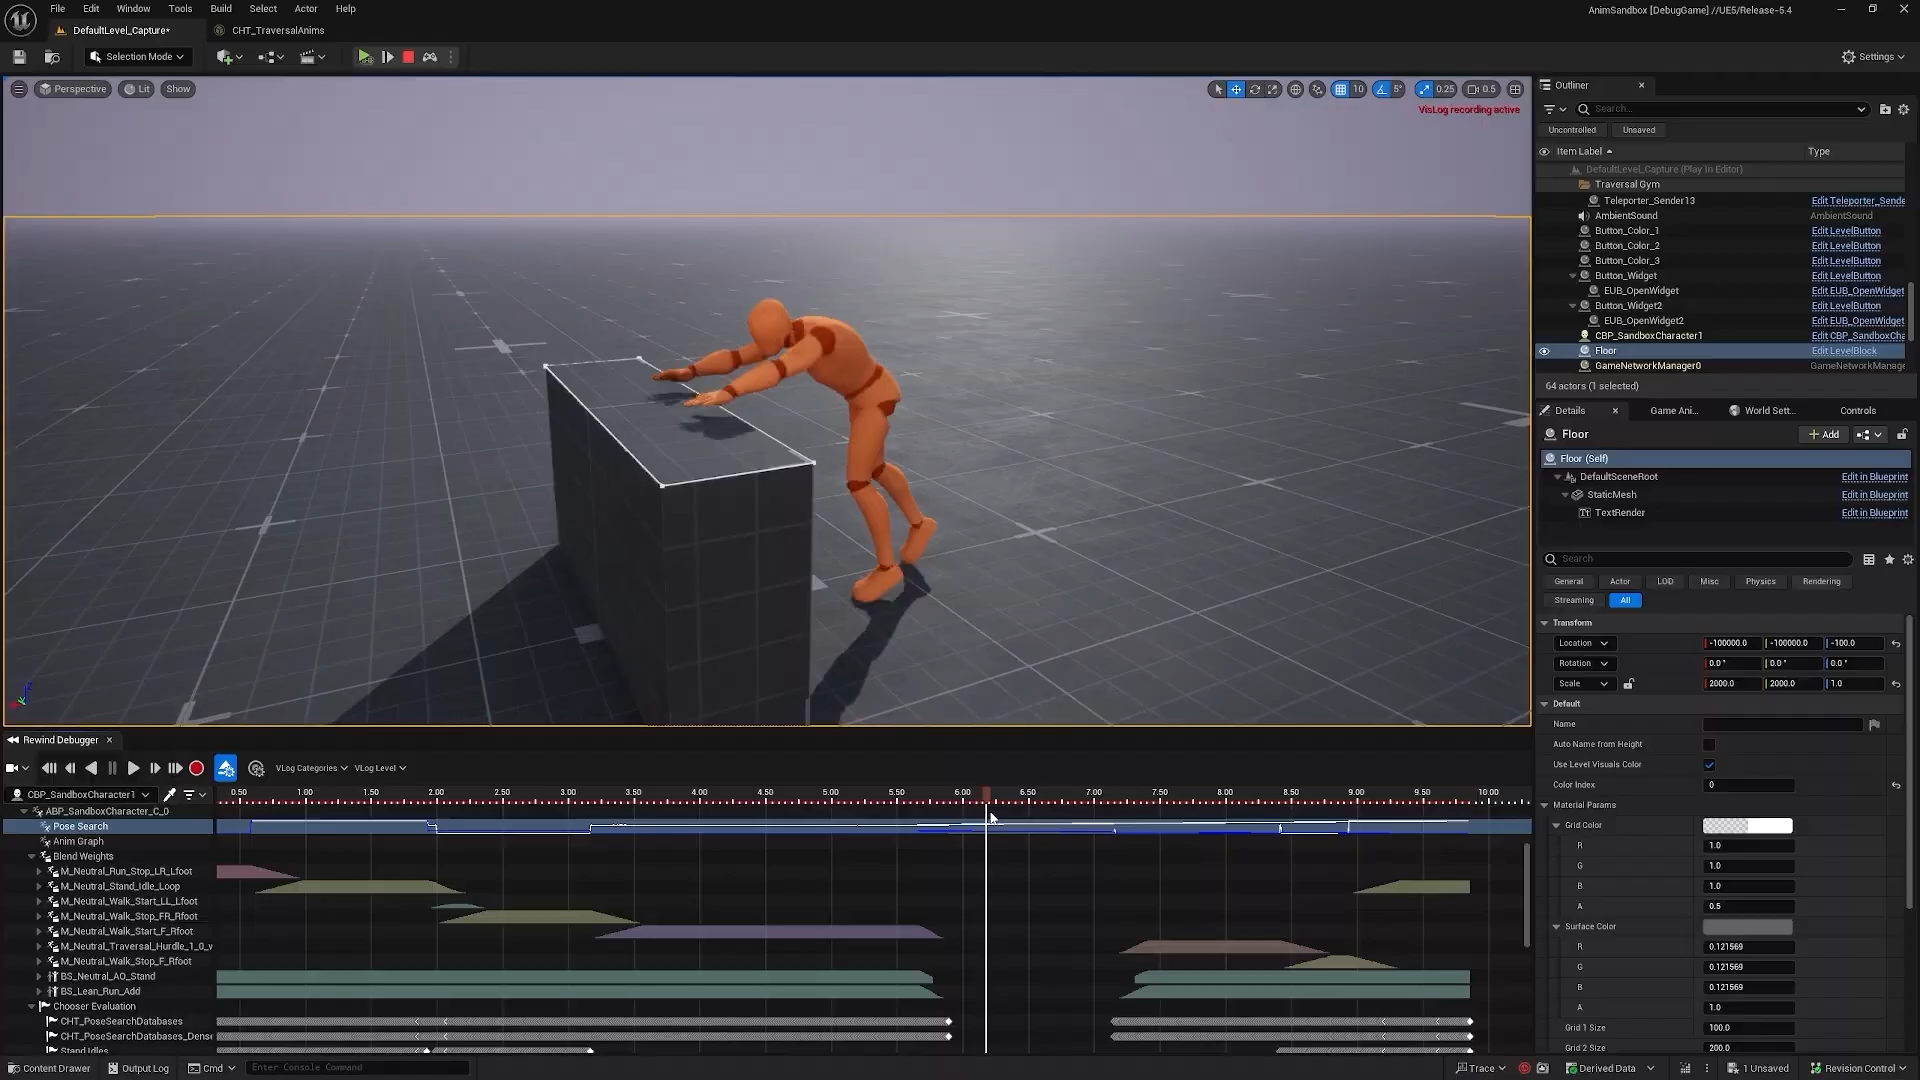 File Edit Window Tools Build Select Actor Help
AnimSandbox [DebugGame] //UE5/Release-5.4
DefaultLevel_Capture*
CHT_TraversalAnims
Selection Mode
Settings
Perspective Lit Show
10 5° 0.25 0.5
VisLog recording active
Outliner
Search...
Uncontrolled Unsaved
Item Label Type
DefaultLevel_Capture (Play In Editor)
Traversal Gym
Teleporter_Sender13 Edit Teleporter_Sende
AmbientSound AmbientSound
Button_Color_1 Edit LevelButton
Button_Color_2 Edit LevelButton
Button_Color_3 Edit LevelButton
Button_Widget Edit LevelButton
EUB_OpenWidget Edit EUB_OpenWidget
Button_Widget2 Edit LevelButton
EUB_OpenWidget2 Edit EUB_OpenWidget
CBP_SandboxCharacter1 Edit CBP_SandboxCha
Floor Edit LevelBlock
GameNetworkManager0 GameNetworkManage
64 actors (1 selected)
Details Game Ani... World Sett... Controls
Floor Add
Floor (Self)
DefaultSceneRoot Edit in Blueprint
StaticMesh Edit in Blueprint
TextRender Edit in Blueprint
Search
General Actor LOD Misc Physics Rendering
Streaming All
Transform
Location -100000.0 -100000.0 -100.0
Rotation 0.0° 0.0° 0.0°
Scale 2000.0 2000.0 1.0
Default
Name
Auto Name from Height
Use Level Visuals Color
Color Index 0
Material Params
Grid Color
R 1.0
G 1.0
B 1.0
A 0.5
Surface Color
R 0.121569
G 0.121569
B 0.121569
A 1.0
Grid 1 Size 100.0
Grid 2 Size 200.0
Rewind Debugger
VLog Categories VLog Level
CBP_SandboxCharacter1
0.50 1.00 1.50 2.00 2.50 3.00 3.50 4.00 4.50 5.00 5.50 6.00 6.50 7.00 7.50 8.00 8.50 9.00 9.50 10.00
ABP_SandboxCharacter_C_0
Pose Search
Anim Graph
Blend Weights
M_Neutral_Run_Stop_LR_Lfoot
M_Neutral_Stand_Idle_Loop
M_Neutral_Walk_Start_LL_Lfoot
M_Neutral_Walk_Stop_FR_Rfoot
M_Neutral_Walk_Start_F_Rfoot
M_Neutral_Traversal_Hurdle_1_0_v
M_Neutral_Walk_Stop_F_Rfoot
BS_Neutral_AO_Stand
BS_Lean_Run_Add
Chooser Evaluation
CHT_PoseSearchDatabases
CHT_PoseSearchDatabases_Dense
Stand Idles
Content Drawer Output Log Cmd Enter Console Command
Trace Derived Data 1 Unsaved Revision Control